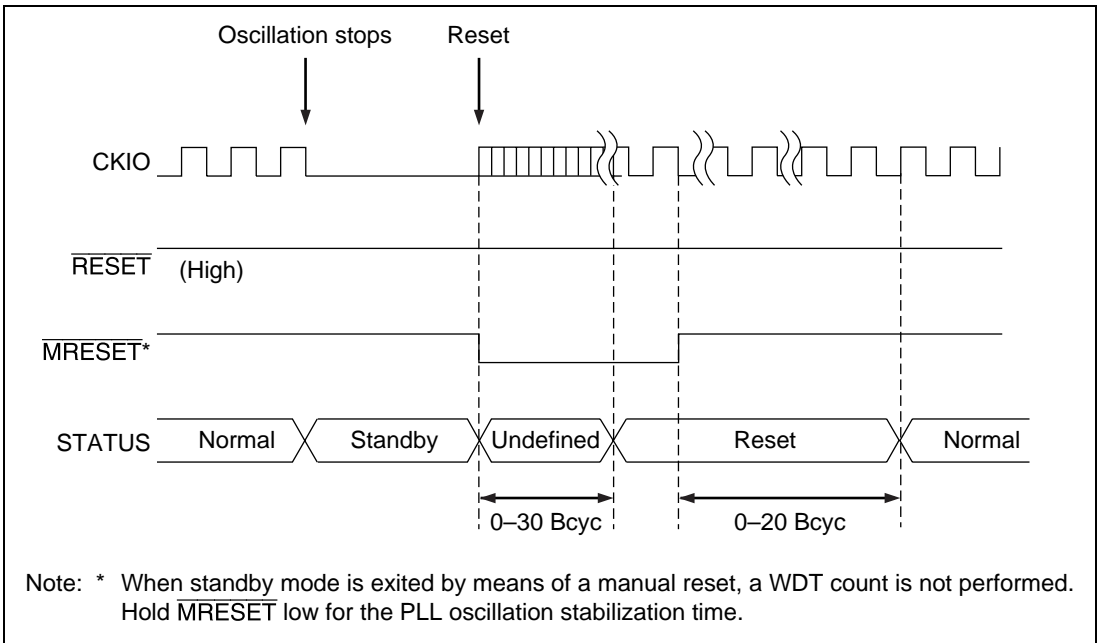 Oscillation stops Reset
CKIO
RESET (High)
MRESET*
STATUS Normal Standby Undefined Reset Normal
0–30 Bcyc 0–20 Bcyc
Note: * When standby mode is exited by means of a manual reset, a WDT count is not performed.
Hold MRESET low for the PLL oscillation stabilization time.